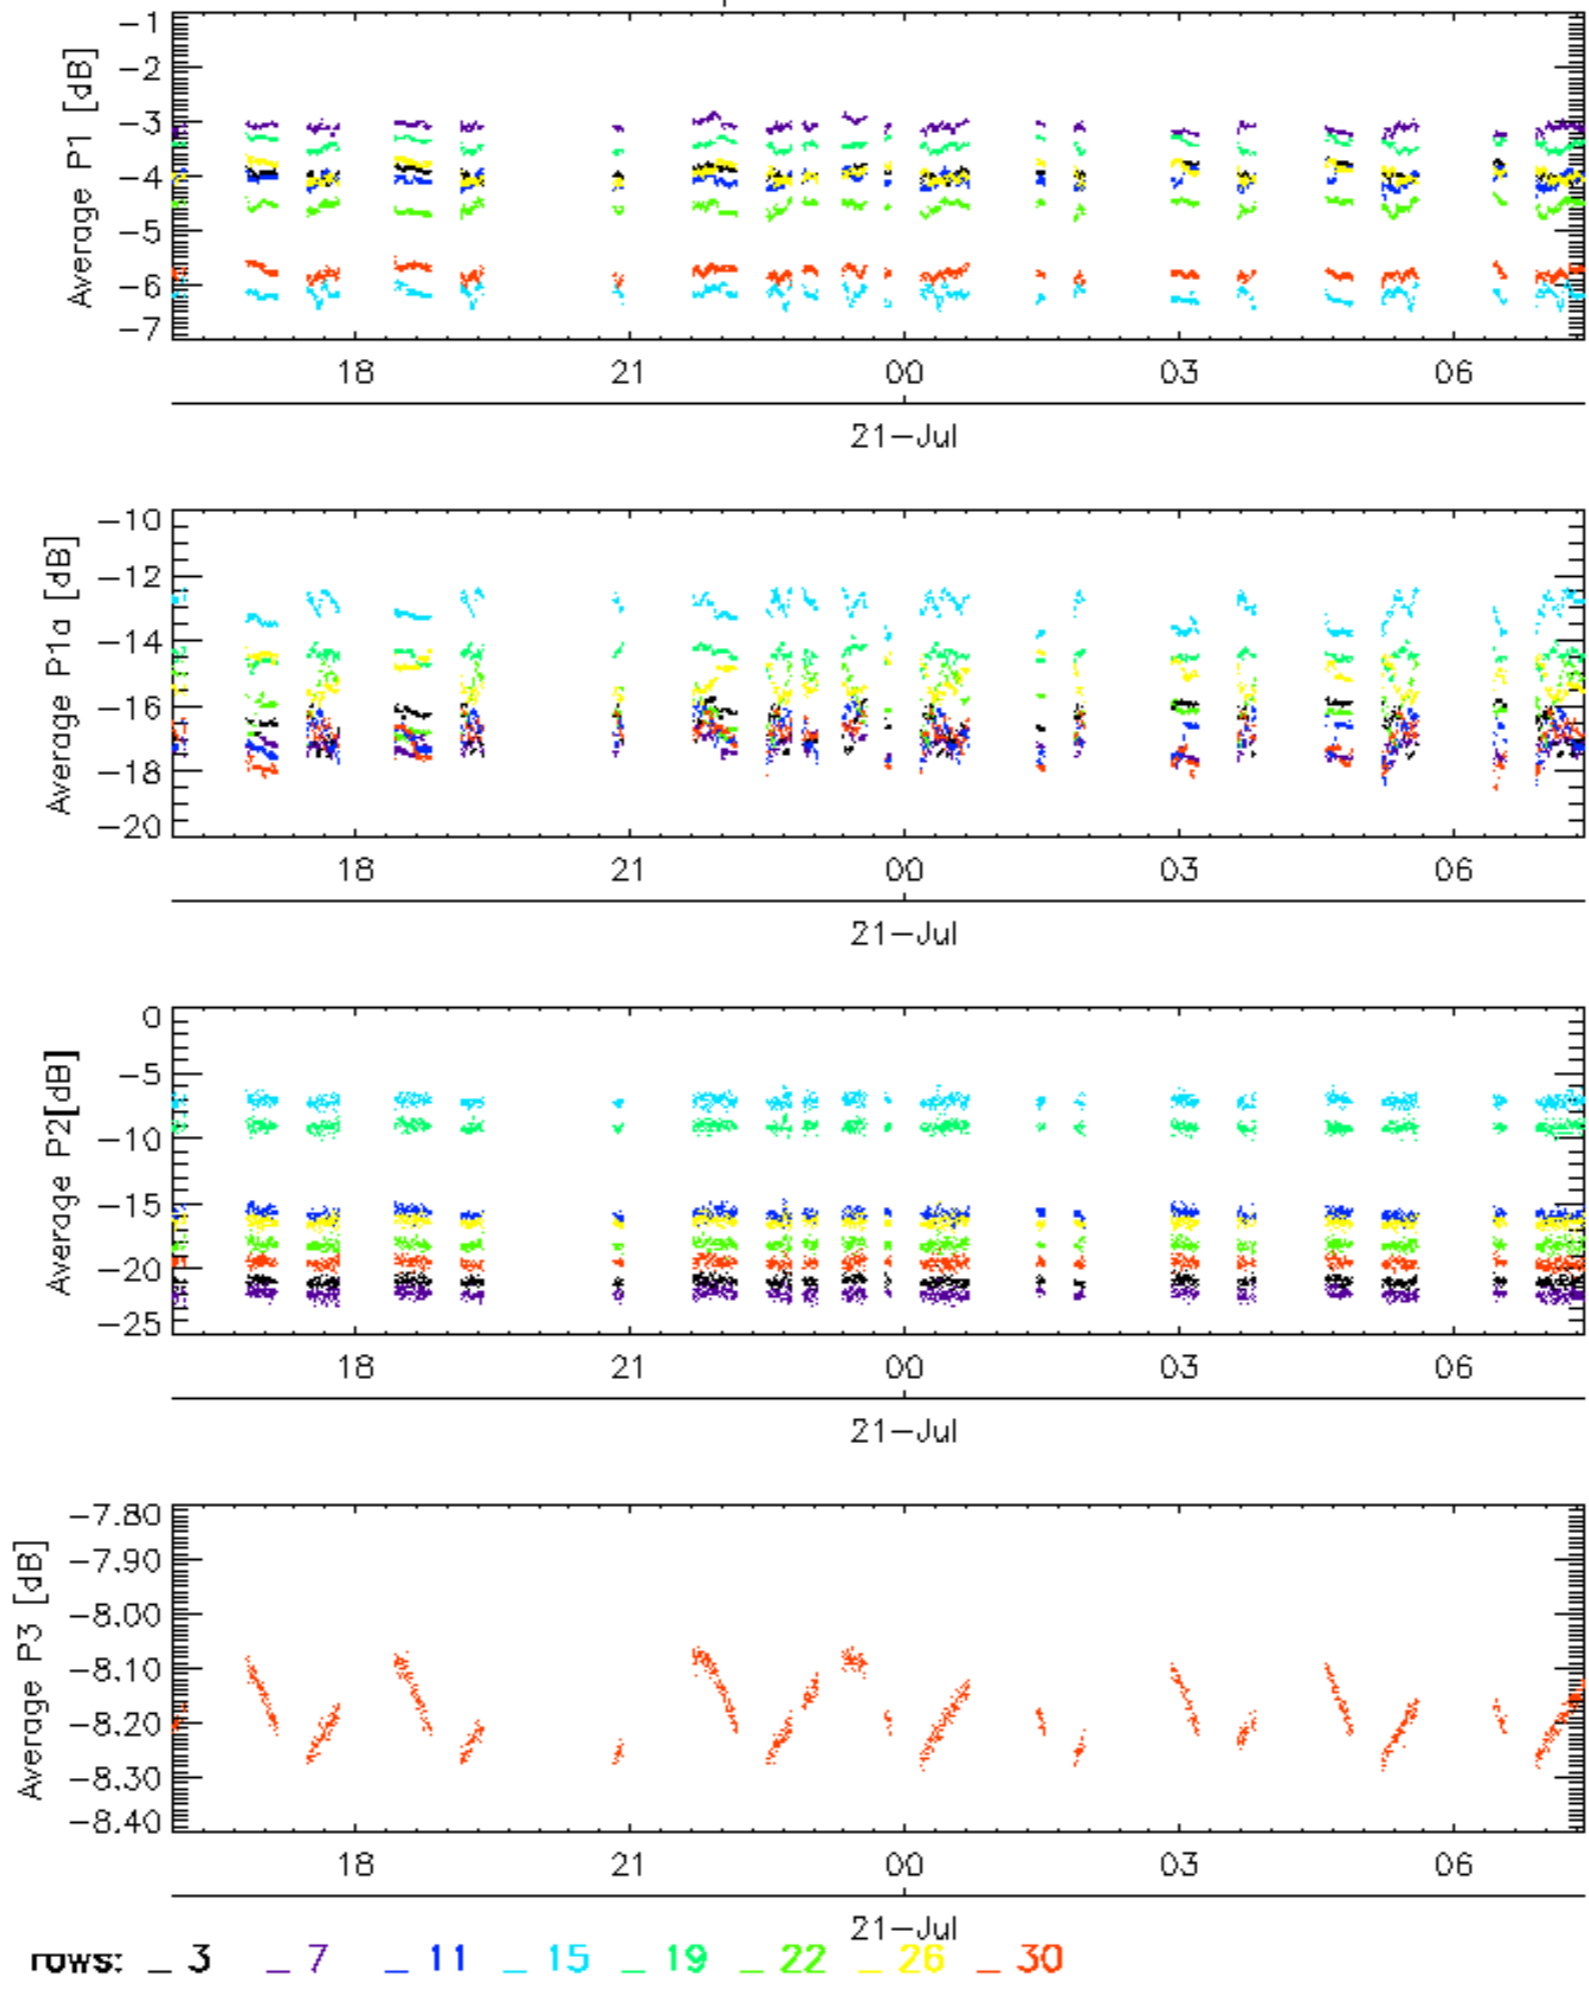 Average P1 [dB]
-1
-2
-3
-4
-5
-6
-7
18 21 00 03 06
21-Jul
Average P1a [dB]
-10
-12
-14
-16
-18
-20
18 21 00 03 06
21-Jul
Average P2[dB]
0
-5
-10
-15
-20
-25
18 21 00 03 06
21-Jul
Average P3 [dB]
-7.80
-7.90
-8.00
-8.10
-8.20
-8.30
-8.40
18 21 00 03 06
21-Jul
rows: _ 3 _ 7 _ 11 _ 15 _ 19 _ 22 _ 26 _ 30